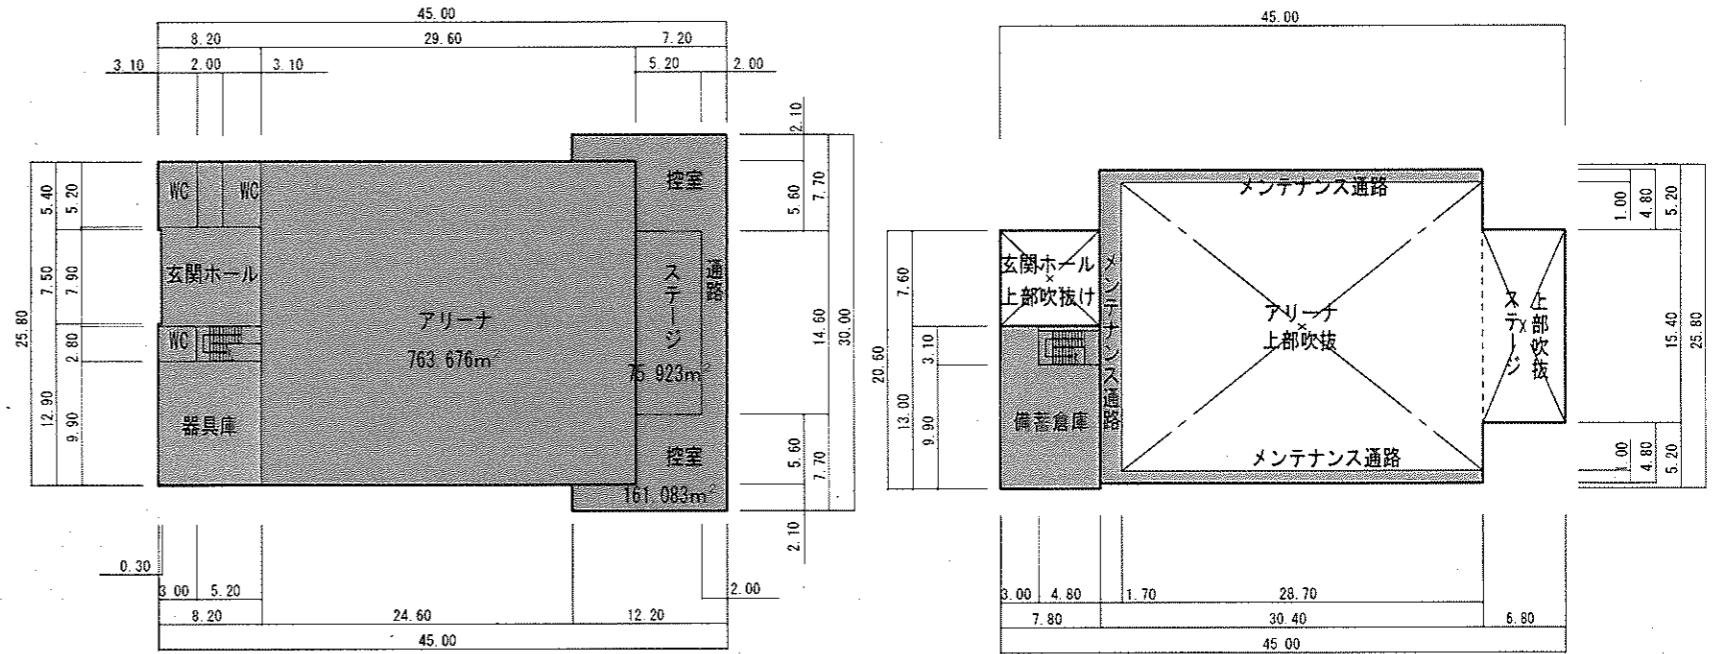 45.00
8.20 29.60 7.20
3.10 2.00 3.10 5.20 2.00
2.10
5.60
7.70
14.60
30.00
5.60
7.70
2.10
25.80
5.40
7.50
12.90
5.20
7.90
2.80
9.90
WC WC
控室
玄関ホール
アリーナ
763.676m²
ステージ
75 923m²
通路
WC
器具庫
控室
161.083m²
0.30
3 00 5.20 2.00
8.20 24.60 12.20
45.00
45.00
メンテナンス通路
玄関ホール
上部吹抜け
メンテナンス通路
アリーナ
上部吹抜
ステージ
上部吹抜
備蓄倉庫
メンテナンス通路
20.60
7.60
13.00
3.10
9.90
1.00
4.80
5.20
15.40
25.80
.00
4.80
5.20
3.00 4.80 1.70 28.70
7.80 30.40 6.80
45 00